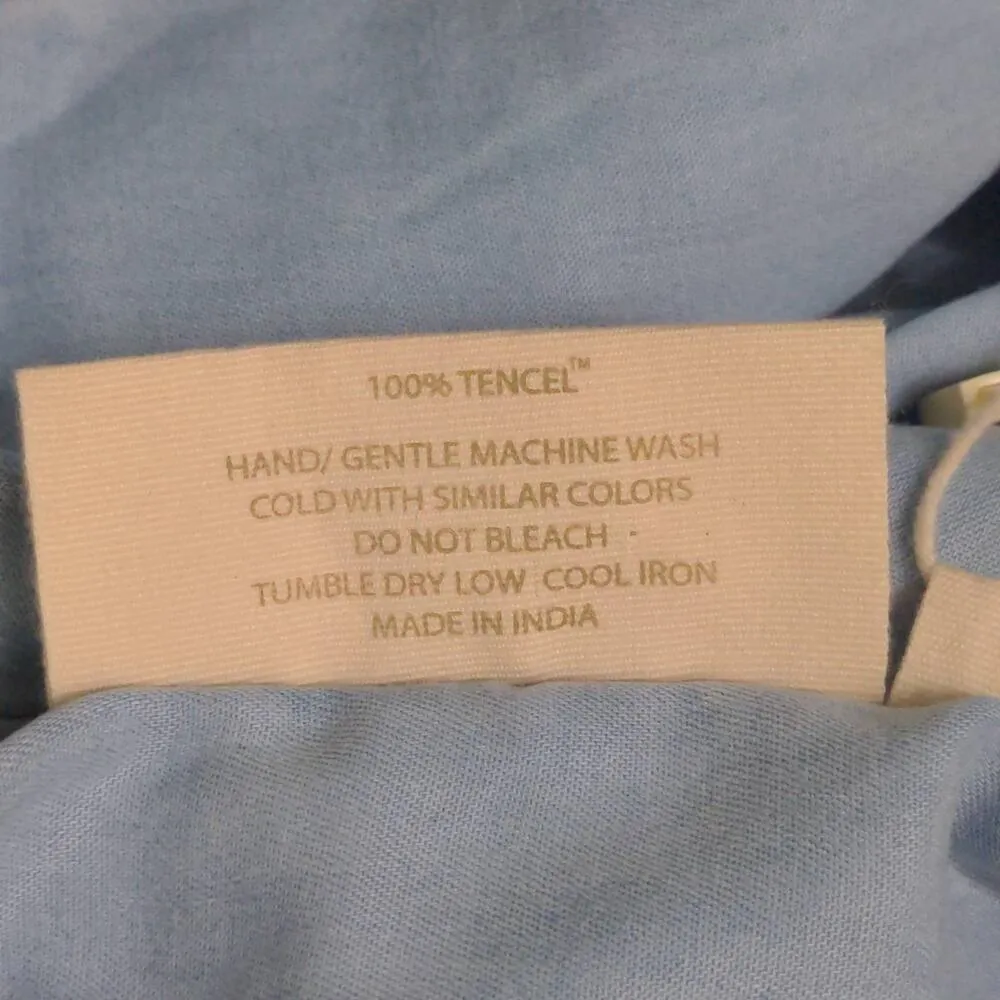 100% TENCEL™
HAND/ GENTLE MACHINE WASH
COLD WITH SIMILAR COLORS
DO NOT BLEACH
TUMBLE DRY LOW COOL IRON
MADE IN INDIA